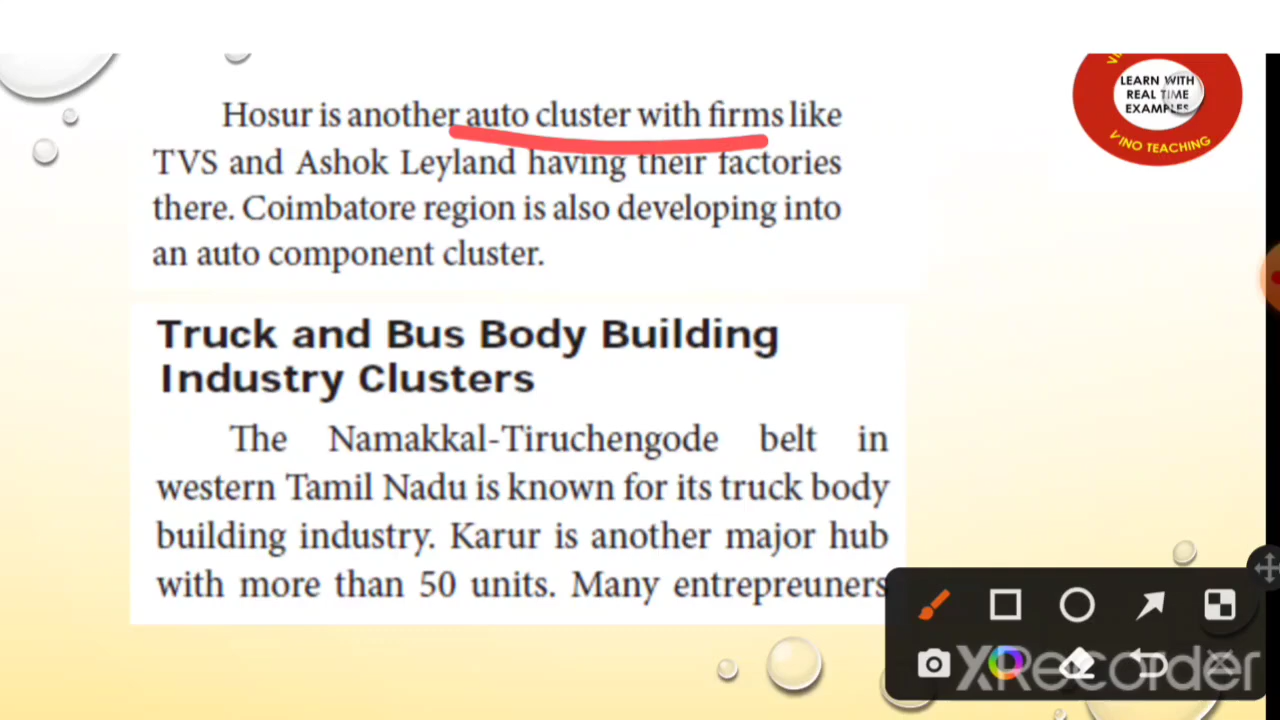 Hosur is another auto cluster with firms like
TVS and Ashok Leyland having their factories
there. Coimbatore region is also developing into
an auto component cluster.
Truck and Bus Body Building
Industry Clusters
The Namakkal-Tiruchengode belt in
western Tamil Nadu is known for its truck body
building industry. Karur is another major hub
with more than 50 units. Many entrepreuners
LEARN WITH
REAL TIME
EXAMPLES
VINO TEACHING
XRecorder